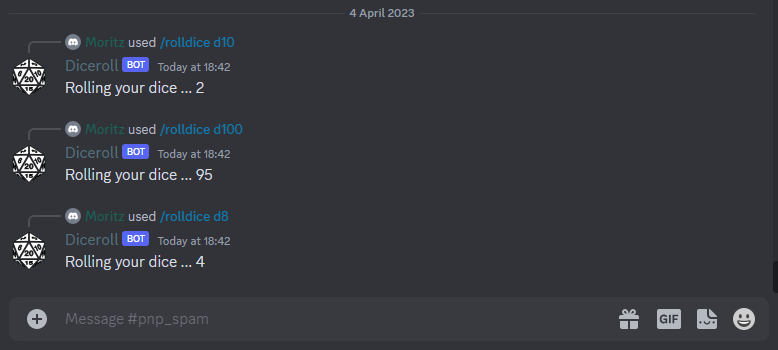 4 April 2023
Moritz used /rolldice d10
Diceroll BOT Today at 18:42
Rolling your dice ... 2
Moritz used /rolldice d100
Diceroll BOT Today at 18:42
Rolling your dice ... 95
Moritz used /rolldice d8
Diceroll BOT Today at 18:42
Rolling your dice ... 4
Message #pnp_spam
GIF